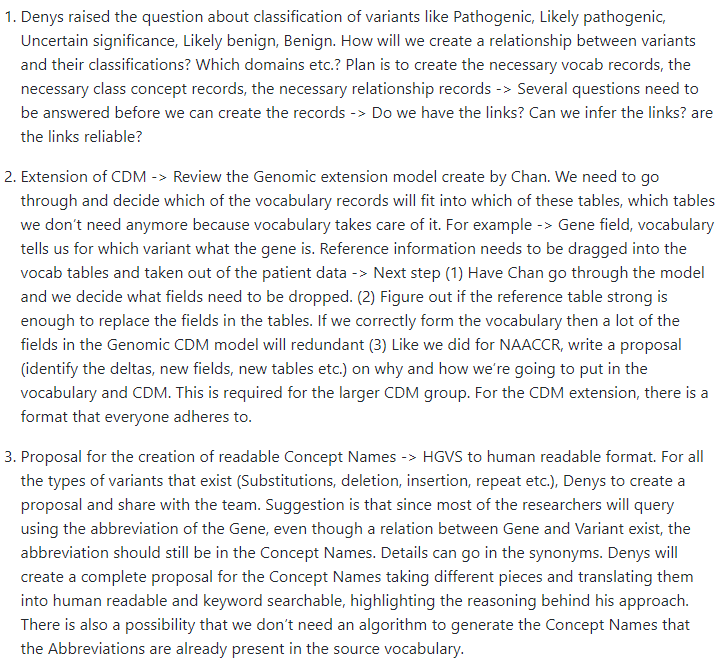 1. Denys raised the question about classification of variants like Pathogenic, Likely pathogenic,
Uncertain significance, Likely benign, Benign. How will we create a relationship between variants
and their classifications? Which domains etc.? Plan is to create the necessary vocab records, the
necessary class concept records, the necessary relationship records -> Several questions need to
be answered before we can create the records -> Do we have the links? Can we infer the links? are
the links reliable?
2. Extension of CDM -> Review the Genomic extension model create by Chan. We need to go
through and decide which of the vocabulary records will fit into which of these tables, which tables
we don't need anymore because vocabulary takes care of it. For example -> Gene field, vocabulary
tells us for which variant what the gene is. Reference information needs to be dragged into the
vocab tables and taken out of the patient data -> Next step (1) Have Chan go through the model
and we decide what fields need to be dropped. (2) Figure out if the reference table strong is
enough to replace the fields in the tables. If we correctly form the vocabulary then a lot of the
fields in the Genomic CDM model will redundant (3) Like we did for NAACCR, write a proposal
(identify the deltas, new fields, new tables etc.) on why and how we're going to put in the
vocabulary and CDM. This is required for the larger CDM group. For the CDM extension, there is a
format that everyone adheres to.
3. Proposal for the creation of readable Concept Names -> HGVS to human readable format. For all
the types of variants that exist (Substitutions, deletion, insertion, repeat etc.), Denys to create a
proposal and share with the team. Suggestion is that since most of the researchers will query
using the abbreviation of the Gene, even though a relation between Gene and Variant exist, the
abbreviation should still be in the Concept Names. Details can go in the synonyms. Denys will
create a complete proposal for the Concept Names taking different pieces and translating them
into human readable and keyword searchable, highlighting the reasoning behind his approach.
There is also a possibility that we don't need an algorithm to generate the Concept Names that
the Abbreviations are already present in the source vocabulary.